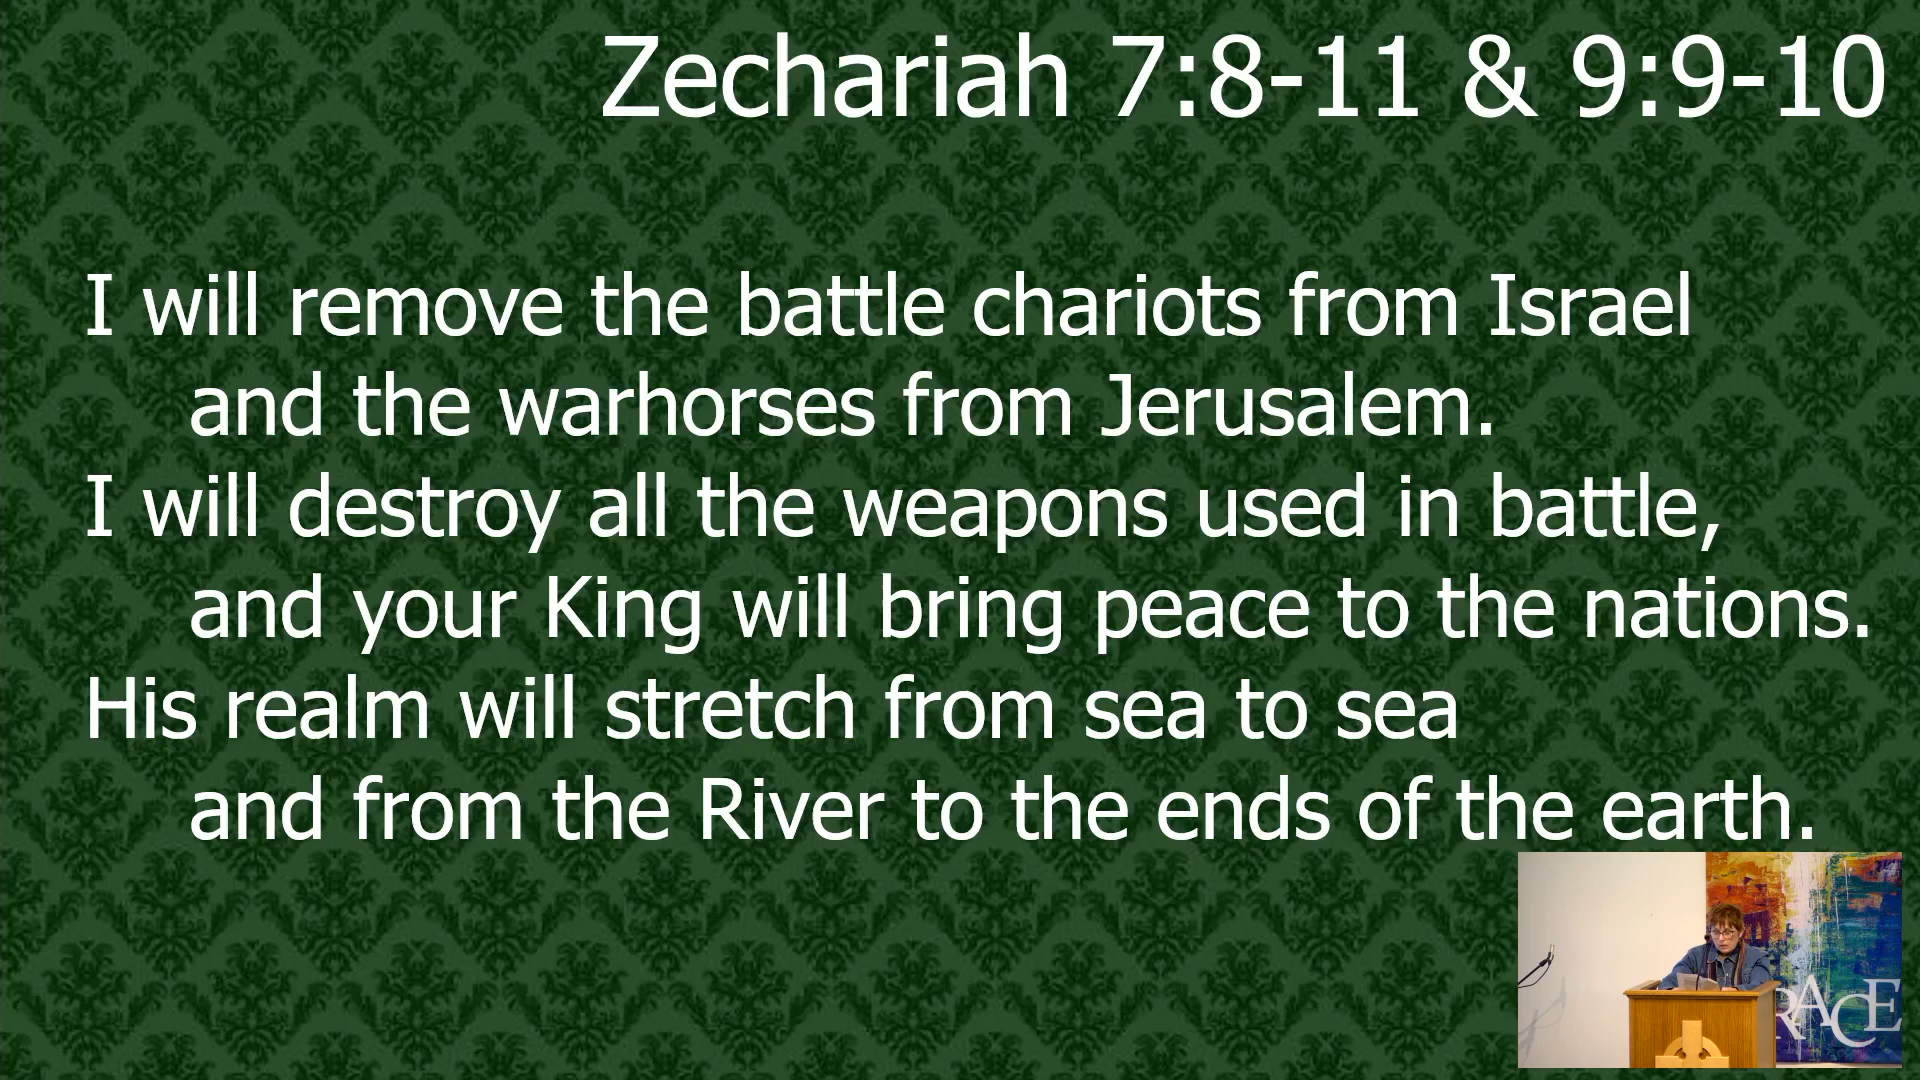 Zechariah 7:8-11 & 9:9-10
I will remove the battle chariots from Israel
and the warhorses from Jerusalem.
I will destroy all the weapons used in battle,
and your King will bring peace to the nations.
His realm will stretch from sea to sea
and from the River to the ends of the earth.
RACE